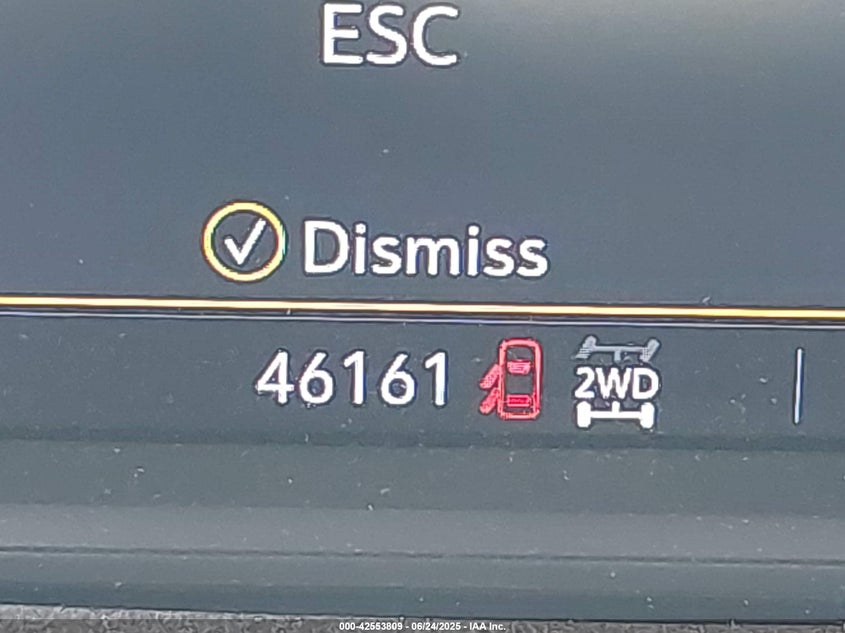 ESC
Dismiss
46161 2WD
000-42553809 - 06/24/2025 - IAA Inc.